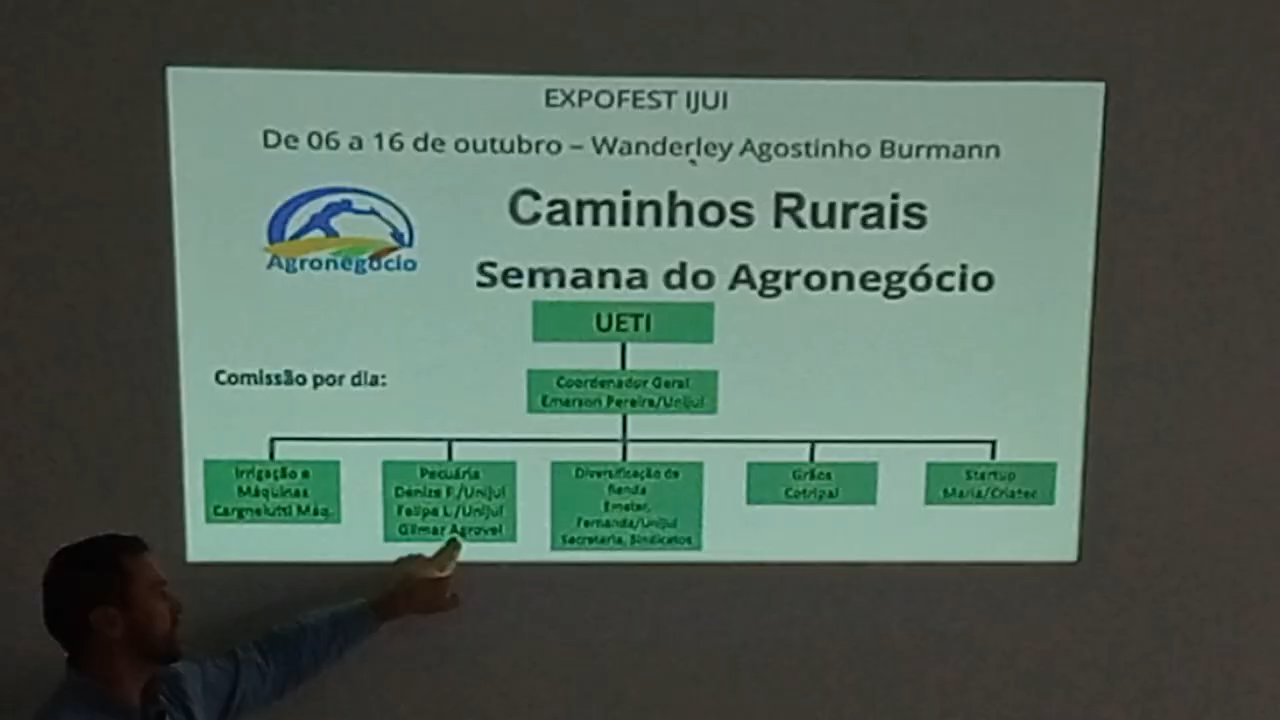 EXPOFEST IJUI
De 06 a 16 de outubro – Wanderley Agostinho Burmann
Caminhos Rurais
Agronegócio
Semana do Agronegócio
UETI
Comissão por dia:
Coordenador Geral
Emerson Pereira/Unijuí
Irrigação e
Máquinas
Cargnelutti Máq.
Pecuária
Denize F./Unijuí
Felipe L./Unijuí
Gilmar Agrovel
Diversificação de
Renda
Emater,
Fernanda/Unijuí
Secretaria, Sindicatos
Grãos
Cotripal
Startup
Maria/Criatec